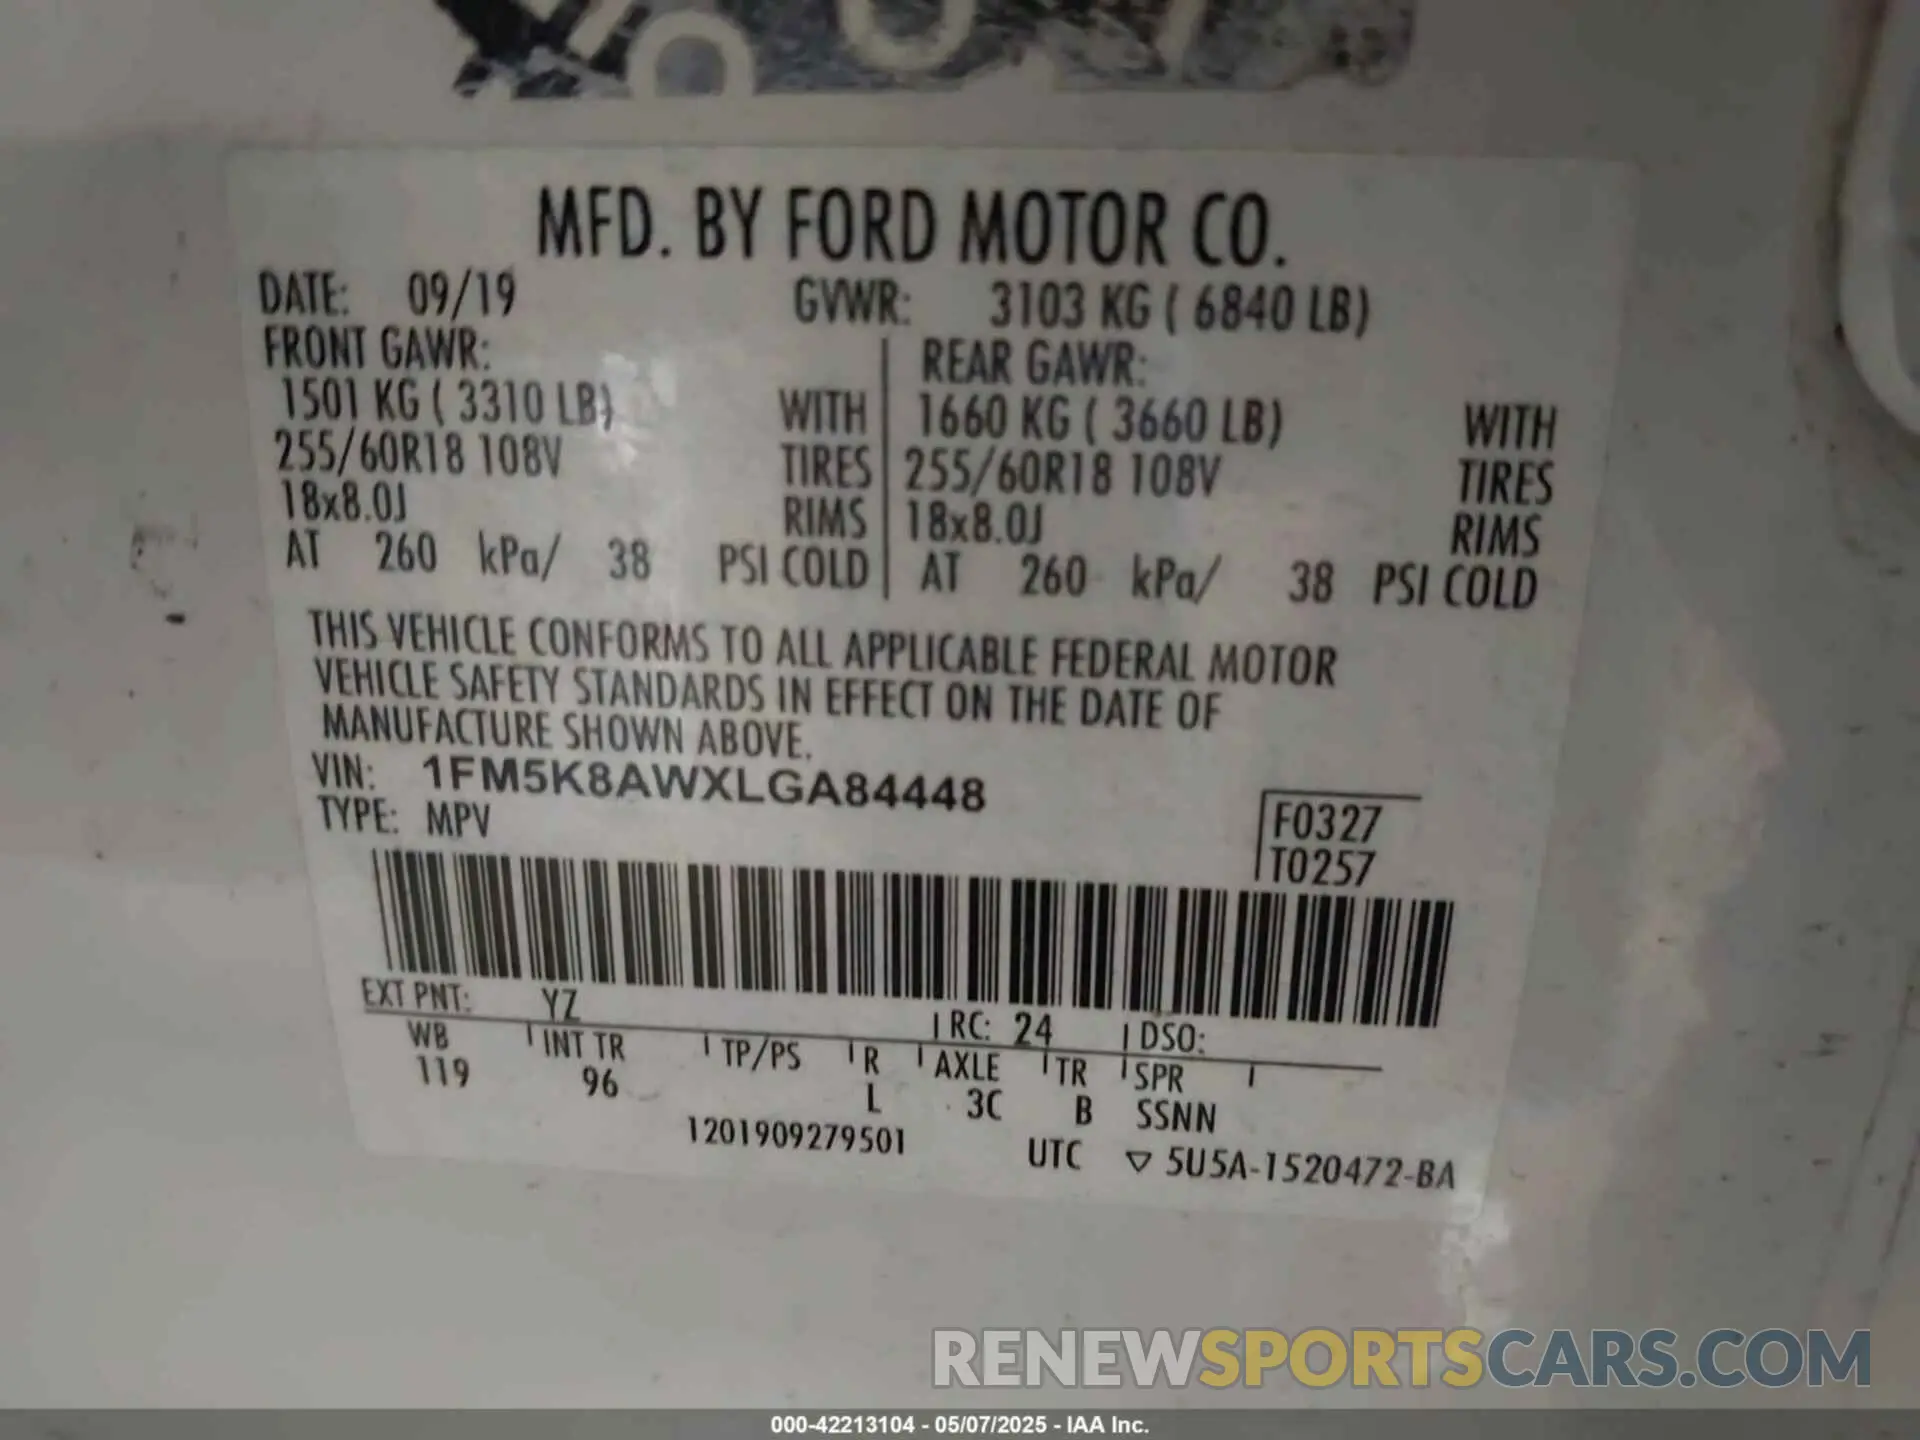 MFD. BY FORD MOTOR CO.
DATE: 09/19 GVWR: 3103 KG ( 6840 LB)
FRONT GAWR: REAR GAWR:
1501 KG ( 3310 LB) WITH 1660 KG ( 3660 LB) WITH
255/60R18 108V TIRES 255/60R18 108V TIRES
18x8.0J RIMS 18x8.0J RIMS
AT 260 kPa/ 38 PSI COLD AT 260 kPa/ 38 PSI COLD
THIS VEHICLE CONFORMS TO ALL APPLICABLE FEDERAL MOTOR
VEHICLE SAFETY STANDARDS IN EFFECT ON THE DATE OF
MANUFACTURE SHOWN ABOVE.
VIN: 1FM5K8AWXLGA84448
TYPE: MPV
F0327
T0257
EXT PNT: YZ RC: 24 DSO:
WB INT TR TP/PS R AXLE TR SPR
119 96 L 3C B SSNN
1201909279501 UTC ▽ 5U5A-1520472-BA
RENEWSPORTSCARS.COM
000-42213104 - 05/07/2025 - IAA Inc.